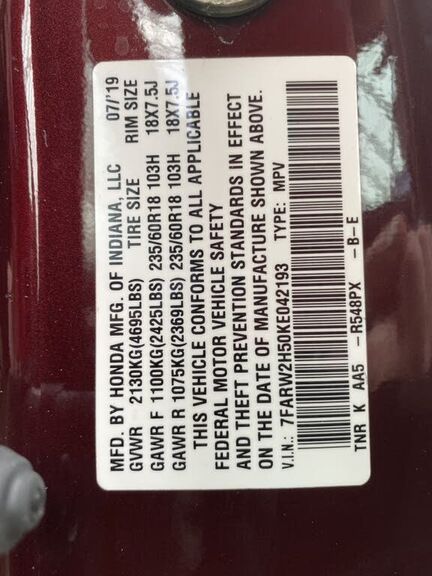 MFD. BY HONDA MFG. OF INDIANA, LLC 07/'19
GVWR 2130KG(4695LBS) TIRE SIZE RIM SIZE
GAWR F 1100KG(2425LBS) 235/60R18 103H 18X7.5J
GAWR R 1075KG(2369LBS) 235/60R18 103H 18X7.5J
THIS VEHICLE CONFORMS TO ALL APPLICABLE
FEDERAL MOTOR VEHICLE SAFETY
AND THEFT PREVENTION STANDARDS IN EFFECT
ON THE DATE OF MANUFACTURE SHOWN ABOVE.
V.I.N.: 7FARW2H50KE042193 TYPE: MPV
TNR K AA5 -R548PX -B-E